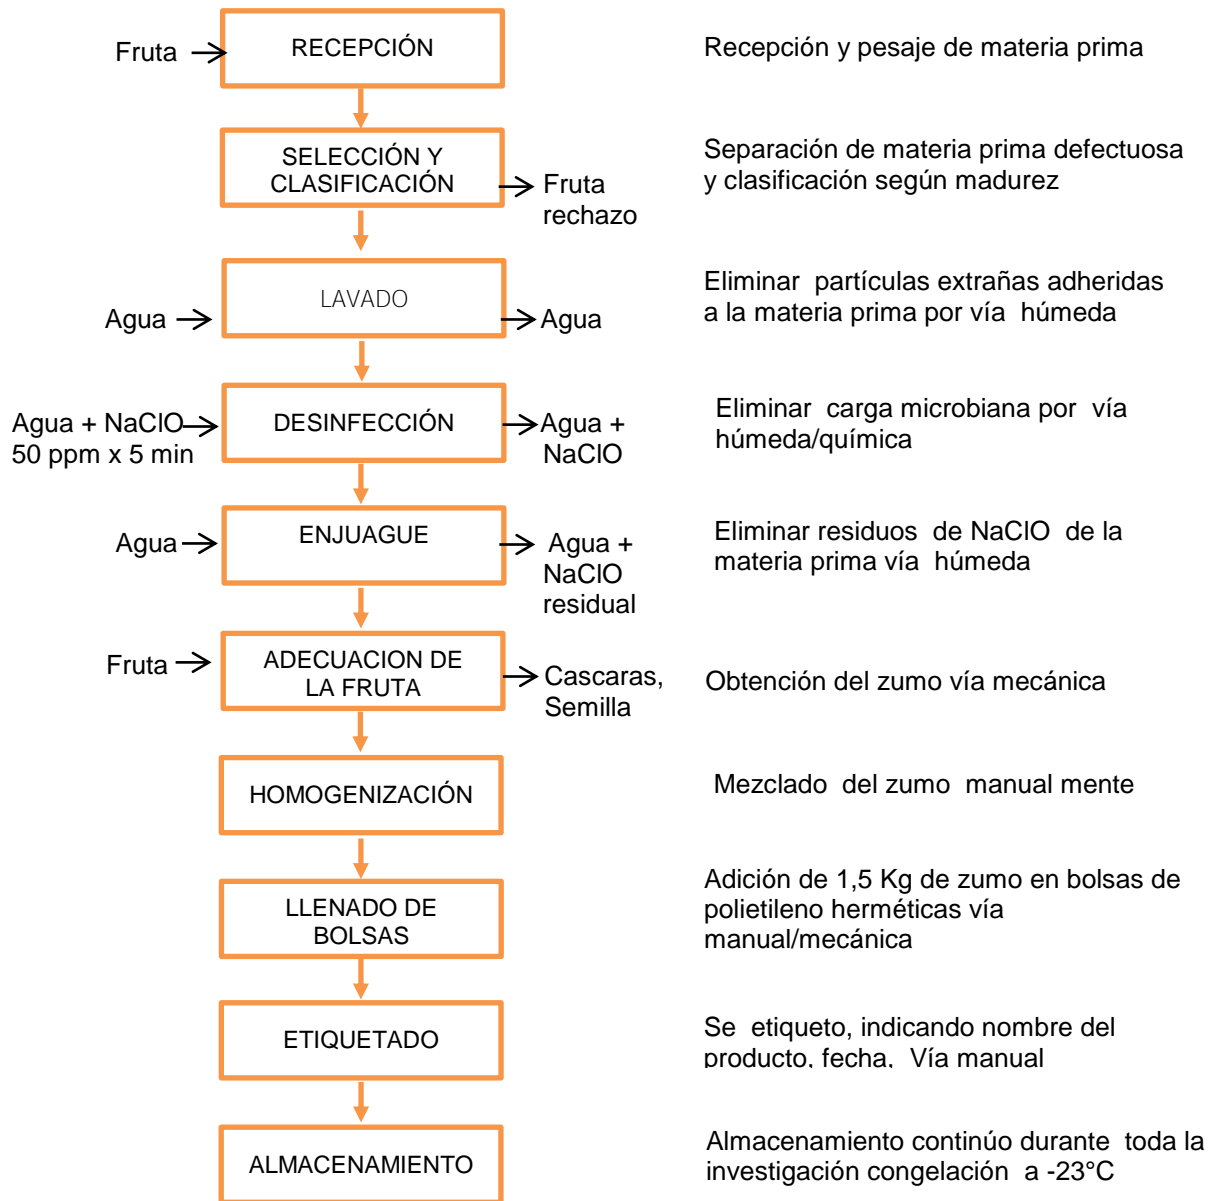 Fruta
RECEPCIÓN
Recepción y pesaje de materia prima
SELECCIÓN Y
CLASIFICACIÓN
Fruta
rechazo
Separación de materia prima defectuosa
y clasificación según madurez
Agua
LAVADO
Agua
Eliminar partículas extrañas adheridas
a la materia prima por vía húmeda
Agua + NaClO
50 ppm x 5 min
DESINFECCIÓN
Agua +
NaClO
Eliminar carga microbiana por vía
húmeda/química
Agua
ENJUAGUE
Agua +
NaClO
residual
Eliminar residuos de NaClO de la
materia prima vía húmeda
Fruta
ADECUACION DE
LA FRUTA
Cascaras,
Semilla
Obtención del zumo vía mecánica
HOMOGENIZACIÓN
Mezclado del zumo manual mente
LLENADO DE
BOLSAS
Adición de 1,5 Kg de zumo en bolsas de
polietileno herméticas vía
manual/mecánica
ETIQUETADO
Se etiqueto, indicando nombre del
producto, fecha, Vía manual
ALMACENAMIENTO
Almacenamiento continúo durante toda la
investigación congelación a -23°C